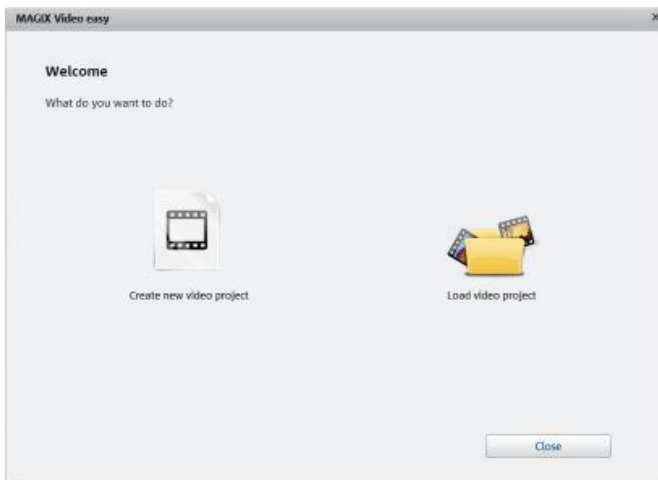 MAGIX Video easy
Welcome
What do you want to do?
Create new video project
Load video project
Close